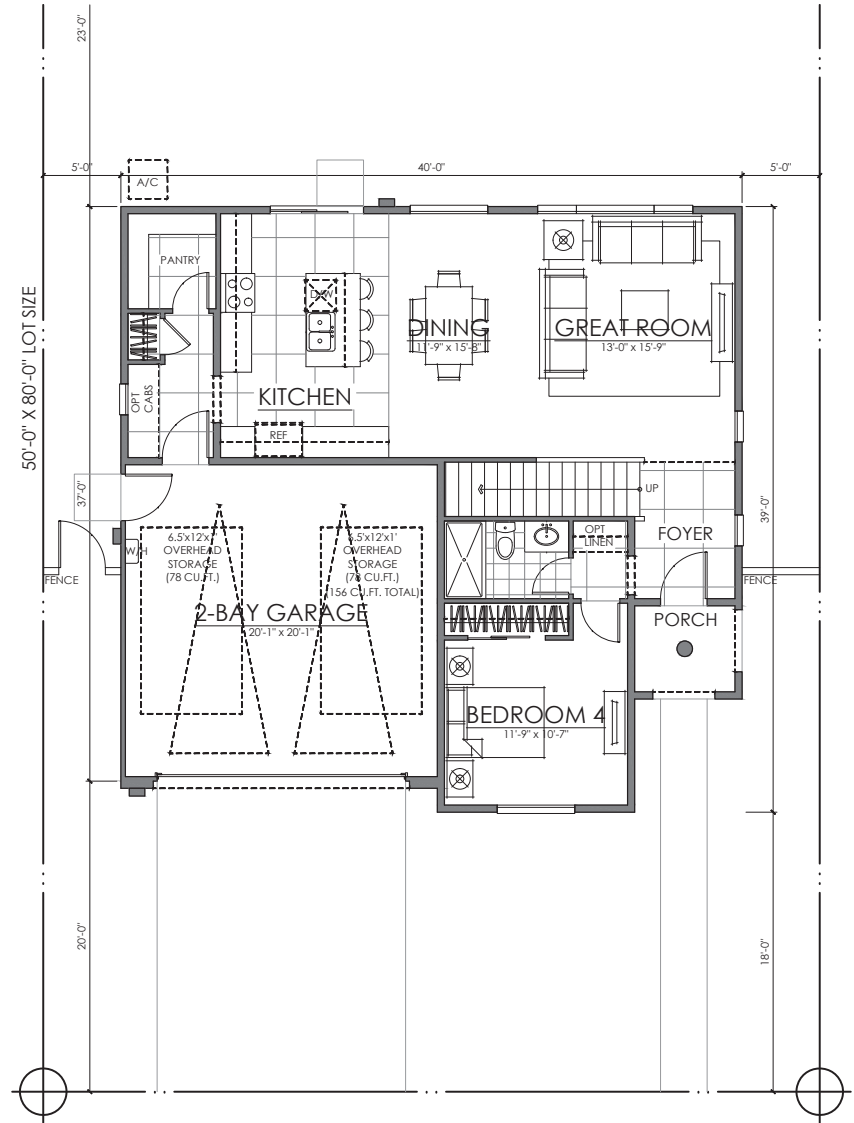 23'-0"
5'-0"
40'-0"
5'-0"
A/C
PANTRY
D/W
50'-0" X 80'-0" LOT SIZE
DINING
11'-9" x 15'-8"
GREAT ROOM
13'-0" x 15'-9"
OPT
CABS
KITCHEN
REF
37'-0"
UP
39'-0"
W/H
6.5'x12'x1'
OVERHEAD
STORAGE
(78 CU.FT.)
6.5'x12'x1'
OVERHEAD
STORAGE
(78 CU.FT.)
(156 CU.FT. TOTAL)
OPT
LINEN
FOYER
FENCE
FENCE
2-BAY GARAGE
20'-1" x 20'-1"
PORCH
BEDROOM 4
11'-9" x 10'-7"
20'-0"
18'-0"